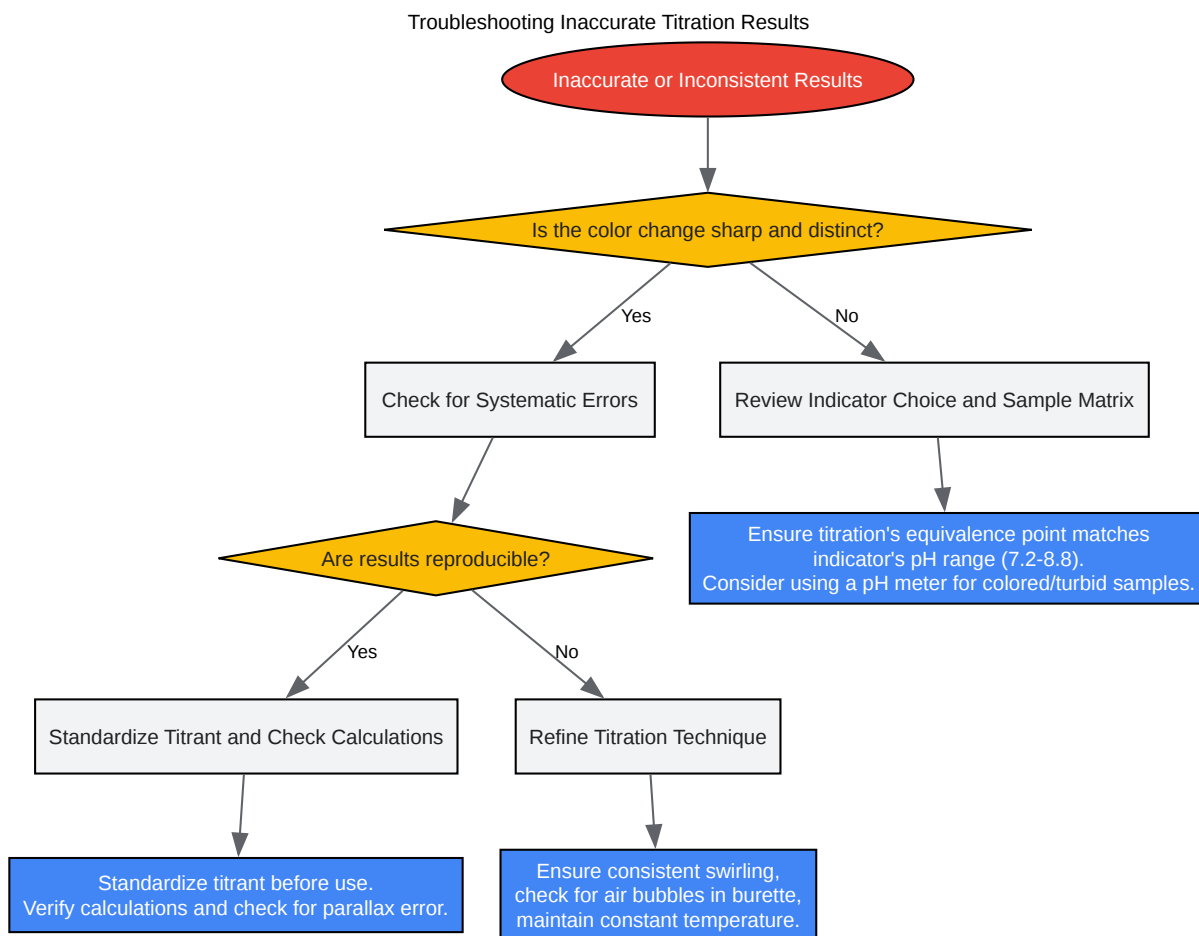 Troubleshooting Inaccurate Titration Results
Inaccurate or Inconsistent Results
Is the color change sharp and distinct?
Yes
No
Check for Systematic Errors
Review Indicator Choice and Sample Matrix
Ensure titration's equivalence point matches
indicator's pH range (7.2-8.8).
Consider using a pH meter for colored/turbid samples.
Are results reproducible?
Yes
No
Standardize Titrant and Check Calculations
Refine Titration Technique
Standardize titrant before use.
Verify calculations and check for parallax error.
Ensure consistent swirling,
check for air bubbles in burette,
maintain constant temperature.